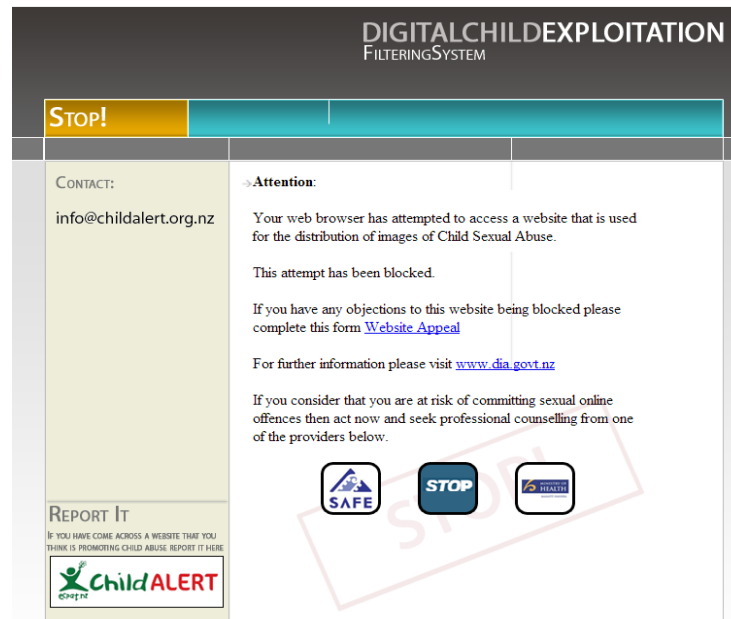 DIGITALCHILDEXPLOITATION
FILTERINGSYSTEM
STOP!
CONTACT:
info@childalert.org.nz
Attention:
Your web browser has attempted to access a website that is used
for the distribution of images of Child Sexual Abuse.
This attempt has been blocked.
If you have any objections to this website being blocked please
complete this form Website Appeal
For further information please visit www.dia.govt.nz
If you consider that you are at risk of committing sexual online
offences then act now and seek professional counselling from one
of the providers below.
SAFE
STOP
MINISTRY OF
HEALTH
STOP!
REPORT IT
IF YOU HAVE COME ACROSS A WEBSITE THAT YOU
THINK IS PROMOTING CHILD ABUSE REPORT IT HERE
ChildALERT
ecpat nz